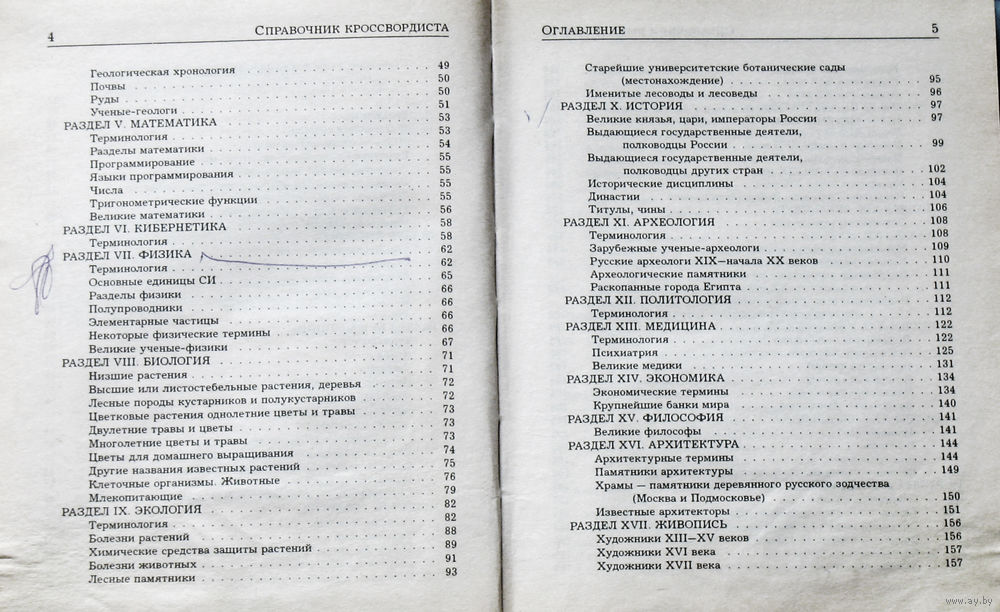 4 СПРАВОЧНИК КРОССВОРДИСТА
Геологическая хронология . . . 49
Почвы . . . 50
Руды . . . 50
Ученые-геологи . . . 51
РАЗДЕЛ V. МАТЕМАТИКА . . . 53
Терминология . . . 53
Разделы математики . . . 54
Программирование . . . 55
Языки программирования . . . 55
Числа . . . 55
Тригонометрические функции . . . 55
Великие математики . . . 56
РАЗДЕЛ VI. КИБЕРНЕТИКА . . . 58
Терминология . . . 58
РАЗДЕЛ VII. ФИЗИКА . . . 62
Терминология . . . 62
Основные единицы СИ . . . 65
Разделы физики . . . 66
Полупроводники . . . 66
Элементарные частицы . . . 66
Некоторые физические термины . . . 66
Великие ученые-физики . . . 67
РАЗДЕЛ VIII. БИОЛОГИЯ . . . 71
Низшие растения . . . 71
Высшие или листостебельные растения, деревья . . . 72
Лесные породы кустарников и полукустарников . . . 72
Цветковые растения однолетние цветы и травы . . . 73
Двулетние травы и цветы . . . 73
Многолетние цветы и травы . . . 73
Цветы для домашнего выращивания . . . 74
Другие названия известных растений . . . 75
Клеточные организмы. Животные . . . 76
Млекопитающие . . . 79
РАЗДЕЛ IX. ЭКОЛОГИЯ . . . 82
Терминология . . . 82
Болезни растений . . . 88
Химические средства защиты растений . . . 89
Болезни животных . . . 91
Лесные памятники . . . 93
ОГЛАВЛЕНИЕ 5
Старейшие университетские ботанические сады
(местонахождение) . . . 95
Именитые лесоводы и лесоведы . . . 96
РАЗДЕЛ X. ИСТОРИЯ . . . 97
Великие князья, цари, императоры России . . . 97
Выдающиеся государственные деятели,
полководцы России . . . 99
Выдающиеся государственные деятели,
полководцы других стран . . . 102
Исторические дисциплины . . . 104
Династии . . . 104
Титулы, чины . . . 106
РАЗДЕЛ XI. АРХЕОЛОГИЯ . . . 108
Терминология . . . 108
Зарубежные ученые-археологи . . . 109
Русские археологи XIX—начала XX веков . . . 110
Археологические памятники . . . 111
Раскопанные города Египта . . . 111
РАЗДЕЛ XII. ПОЛИТОЛОГИЯ . . . 112
Терминология . . . 112
РАЗДЕЛ XIII. МЕДИЦИНА . . . 122
Терминология . . . 122
Психиатрия . . . 125
Великие медики . . . 131
РАЗДЕЛ XIV. ЭКОНОМИКА . . . 134
Экономические термины . . . 134
Крупнейшие банки мира . . . 140
РАЗДЕЛ XV. ФИЛОСОФИЯ . . . 141
Великие философы . . . 141
РАЗДЕЛ XVI. АРХИТЕКТУРА . . . 144
Архитектурные термины . . . 144
Памятники архитектуры . . . 149
Храмы — памятники деревянного русского зодчества
(Москва и Подмосковье) . . . 150
Известные архитекторы . . . 151
РАЗДЕЛ XVII. ЖИВОПИСЬ . . . 156
Художники XIII—XV веков . . . 156
Художники XVI века . . . 157
Художники XVII века . . . 157
www.ay.by